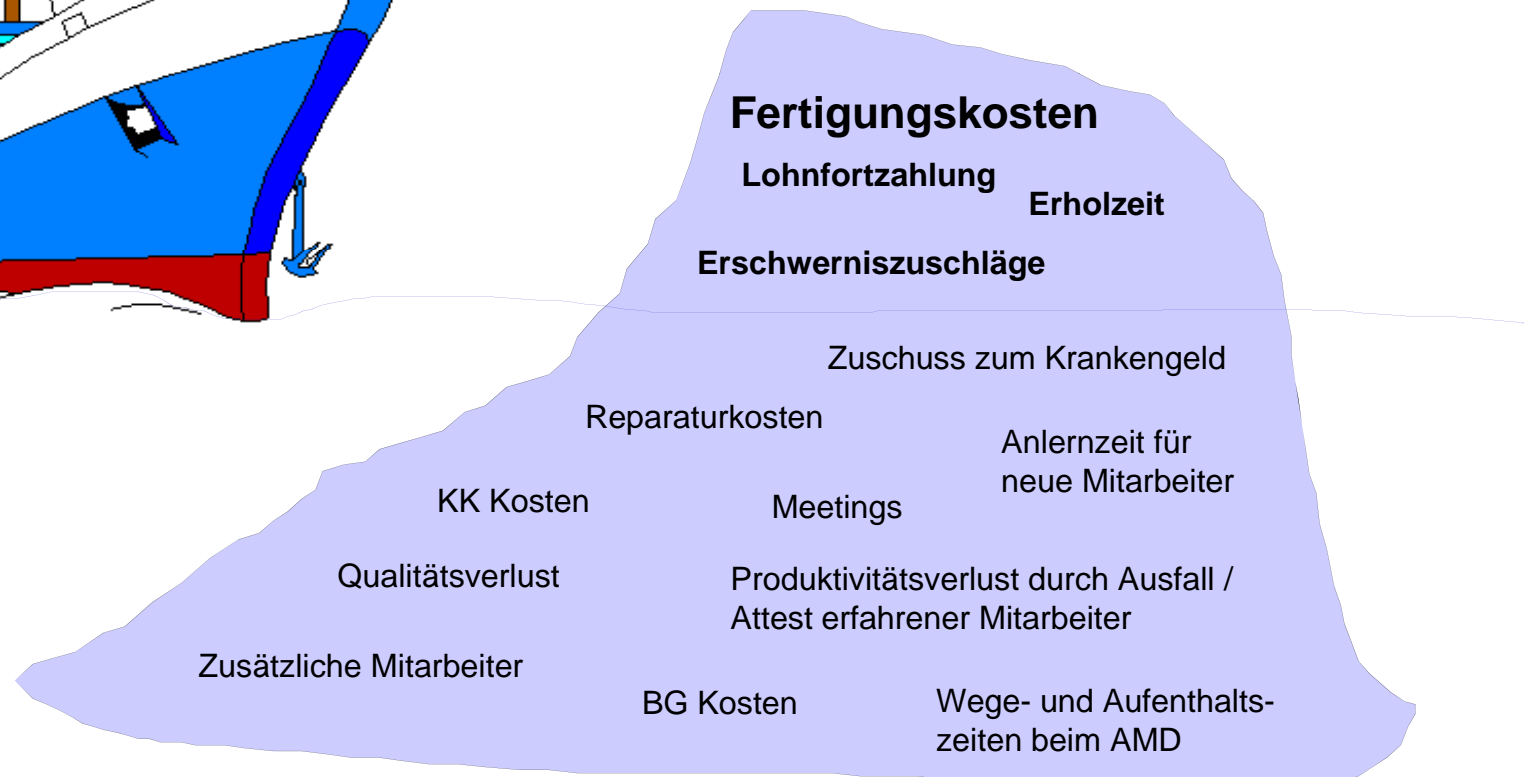 Fertigungskosten
Lohnfortzahlung
Erholzeit
Erschwerniszuschläge
Zuschuss zum Krankengeld
Reparaturkosten
Anlernzeit für
neue Mitarbeiter
KK Kosten
Meetings
Qualitätsverlust
Produktivitätsverlust durch Ausfall /
Attest erfahrener Mitarbeiter
Zusätzliche Mitarbeiter
BG Kosten
Wege- und Aufenthalts-
zeiten beim AMD